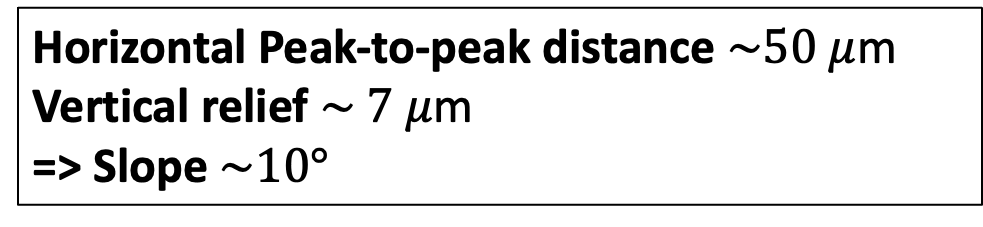 Horizontal Peak-to-peak distance ~50 𝜇m
Vertical relief ~ 7 𝜇m
=> Slope ~10°